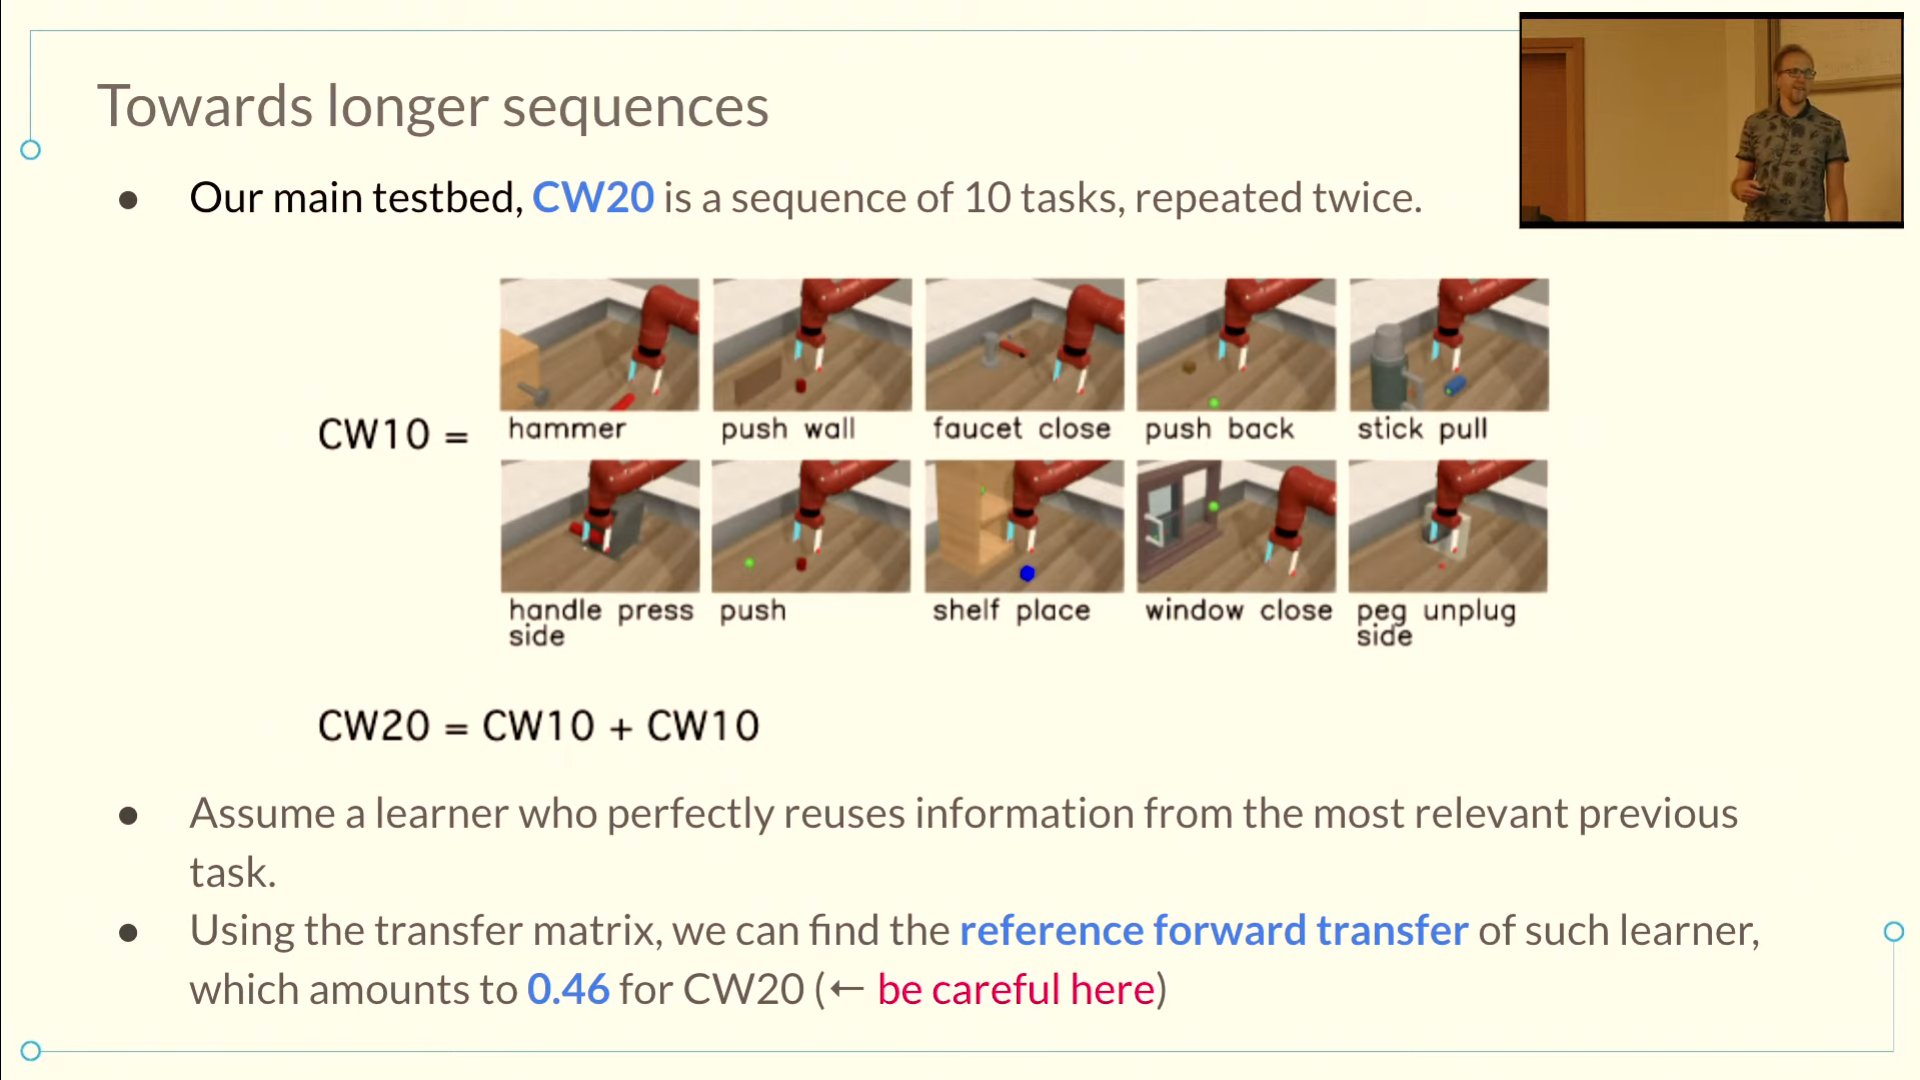 Towards longer sequences
● Our main testbed, CW20 is a sequence of 10 tasks, repeated twice.
CW10 =
hammer push wall faucet close push back stick pull
handle press side push shelf place window close peg unplug side
CW20 = CW10 + CW10
● Assume a learner who perfectly reuses information from the most relevant previous
task.
● Using the transfer matrix, we can find the reference forward transfer of such learner,
which amounts to 0.46 for CW20 (← be careful here)